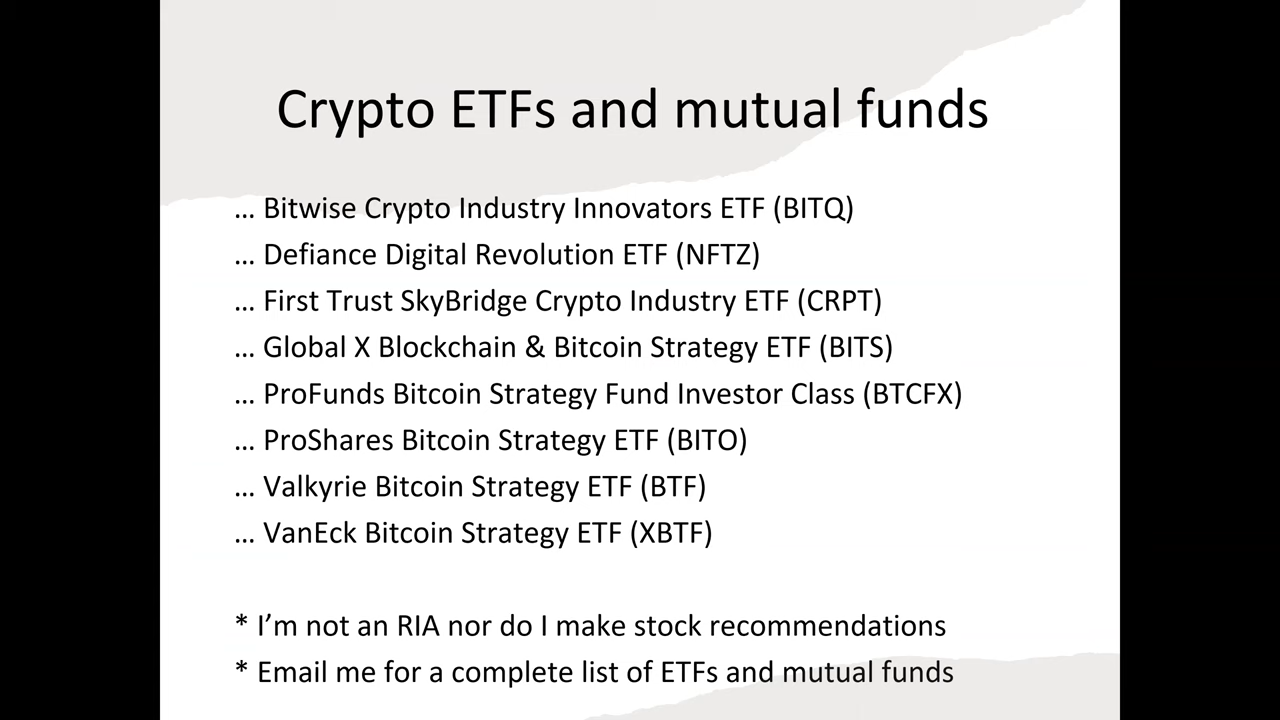 Crypto ETFs and mutual funds
... Bitwise Crypto Industry Innovators ETF (BITQ)
... Defiance Digital Revolution ETF (NFTZ)
... First Trust SkyBridge Crypto Industry ETF (CRPT)
... Global X Blockchain & Bitcoin Strategy ETF (BITS)
... ProFunds Bitcoin Strategy Fund Investor Class (BTCFX)
... ProShares Bitcoin Strategy ETF (BITO)
... Valkyrie Bitcoin Strategy ETF (BTF)
... VanEck Bitcoin Strategy ETF (XBTF)
* I’m not an RIA nor do I make stock recommendations
* Email me for a complete list of ETFs and mutual funds